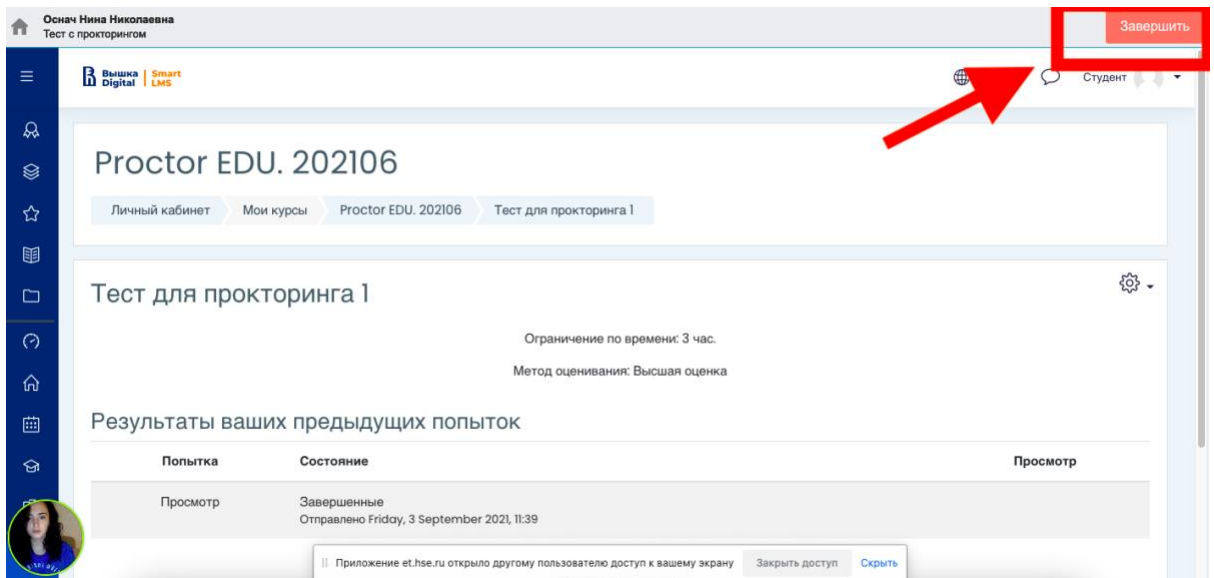 Оснач Нина Николаевна
Тест с прокторингом
Завершить
Вышка Digital | Smart LMS
Студент
Proctor EDU. 202106
Личный кабинет Мои курсы Proctor EDU. 202106 Тест для прокторинга 1
Тест для прокторинга 1
Ограничение по времени: 3 час.
Метод оценивания: Высшая оценка
Результаты ваших предыдущих попыток
Попытка Состояние Просмотр
Просмотр Завершенные
Отправлено Friday, 3 September 2021, 11:39
Приложение et.hse.ru открыло другому пользователю доступ к вашему экрану Закрыть доступ Скрыть